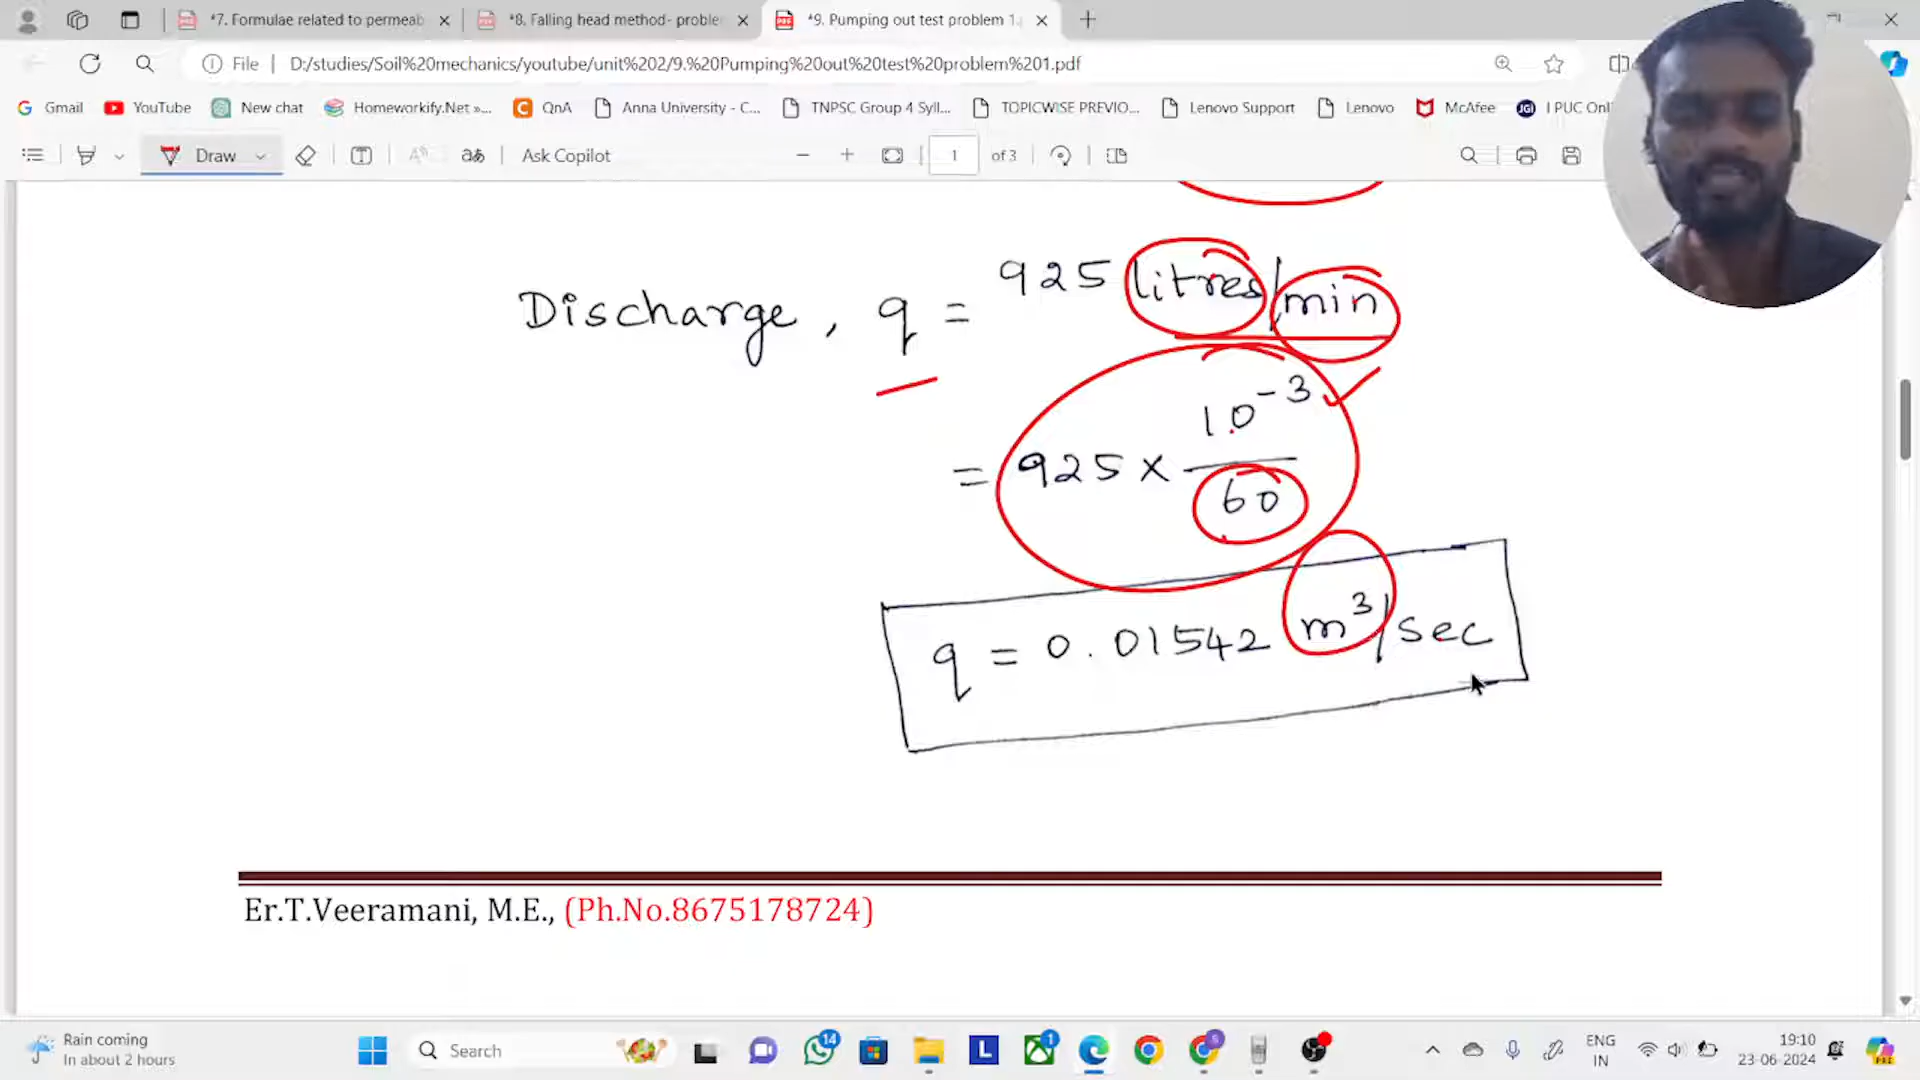 *7. Formulae related to permeab
*8. Falling head method- proble
*9. Pumping out test problem 1.
File
D:/studies/Soil%20mechanics/youtube/unit%202/9.%20Pumping%20out%20test%20problem%201.pdf
Gmail
YouTube
New chat
Homeworkify.Net »...
QnA
Anna University - C...
TNPSC Group 4 Syll...
TOPICWISE PREVIO...
Lenovo Support
Lenovo
McAfee
I PUC Onl
Draw
Ask Copilot
1 of 3
Discharge, q = 925 litres/min
= 925 x 10^-3 / 60
q = 0.01542 m³/sec
Er.T.Veeramani, M.E., (Ph.No.8675178724)
Rain coming
In about 2 hours
Search
14
1
ENG
IN
19:10
23-06-2024